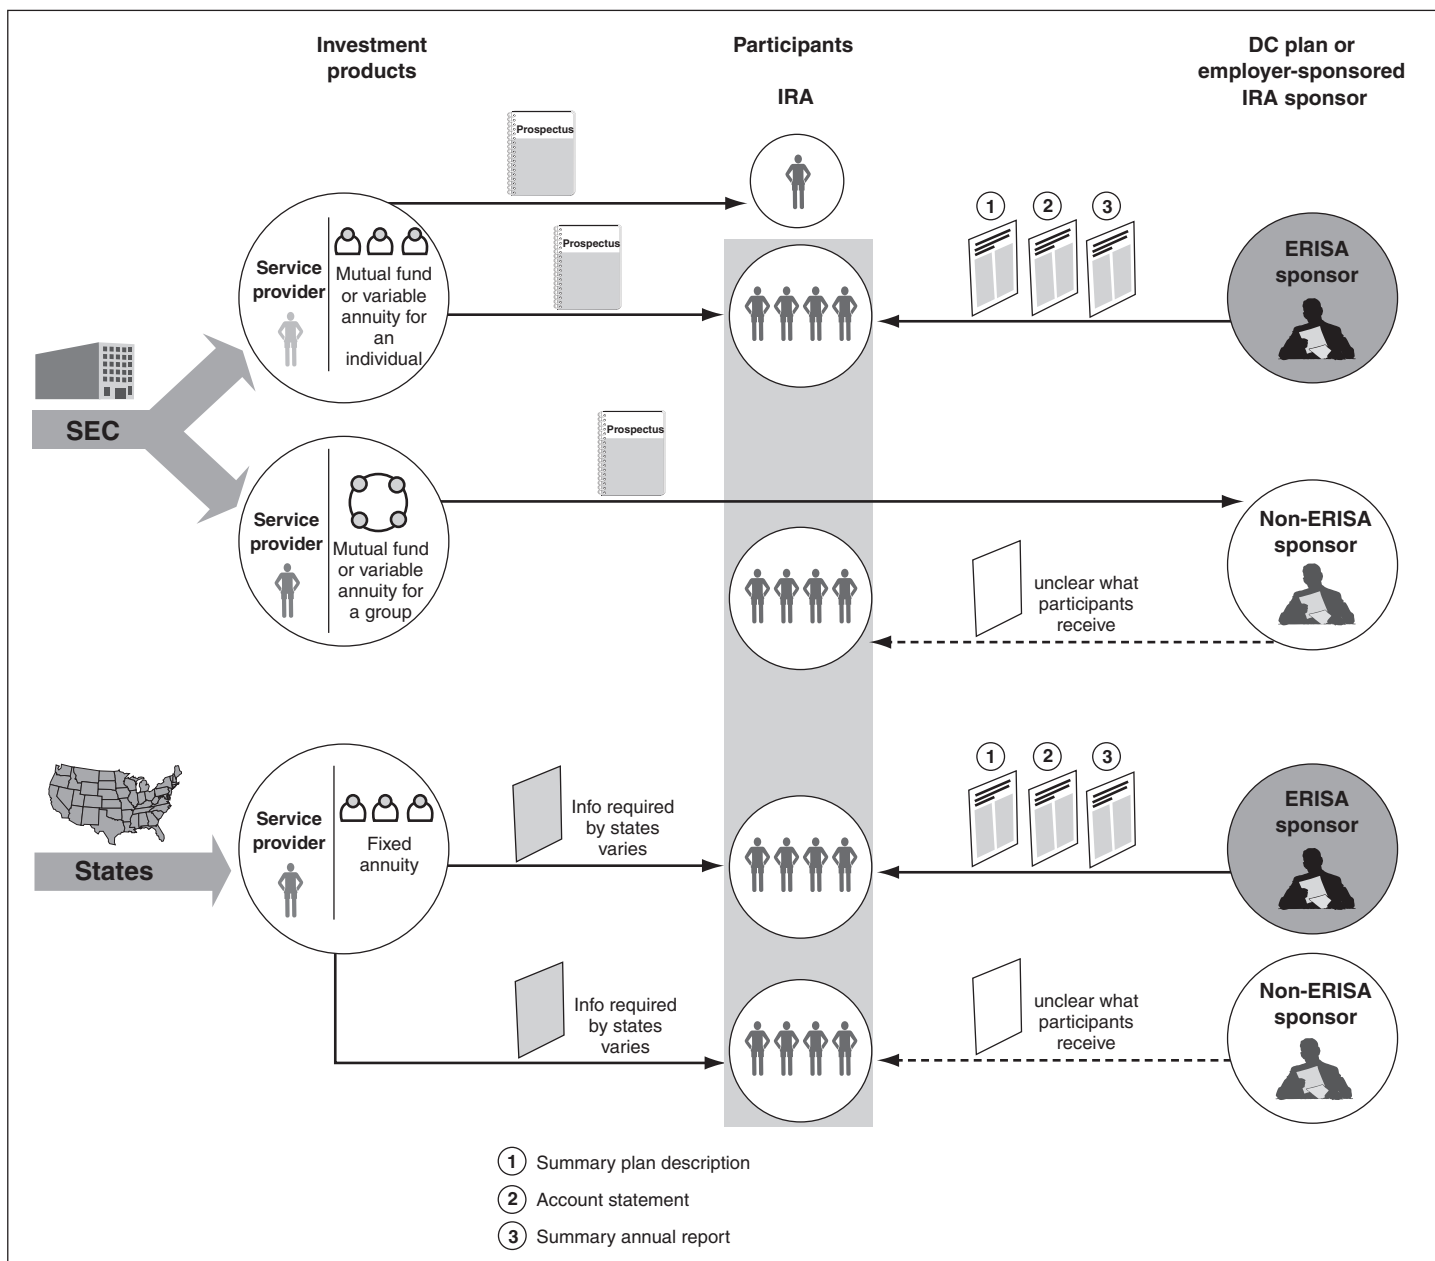 Investment
products
Participants
DC plan or
employer-sponsored
IRA sponsor
IRA
Prospectus
Prospectus
Service
provider
Mutual fund
or variable
annuity for
an
individual
1
2
3
ERISA
sponsor
SEC
Prospectus
Service
provider
Mutual fund
or variable
annuity for
a group
Non-ERISA
sponsor
unclear what
participants
receive
States
Service
provider
Fixed
annuity
Info required
by states
varies
1
2
3
ERISA
sponsor
Info required
by states
varies
unclear what
participants
receive
Non-ERISA
sponsor
1 Summary plan description
2 Account statement
3 Summary annual report